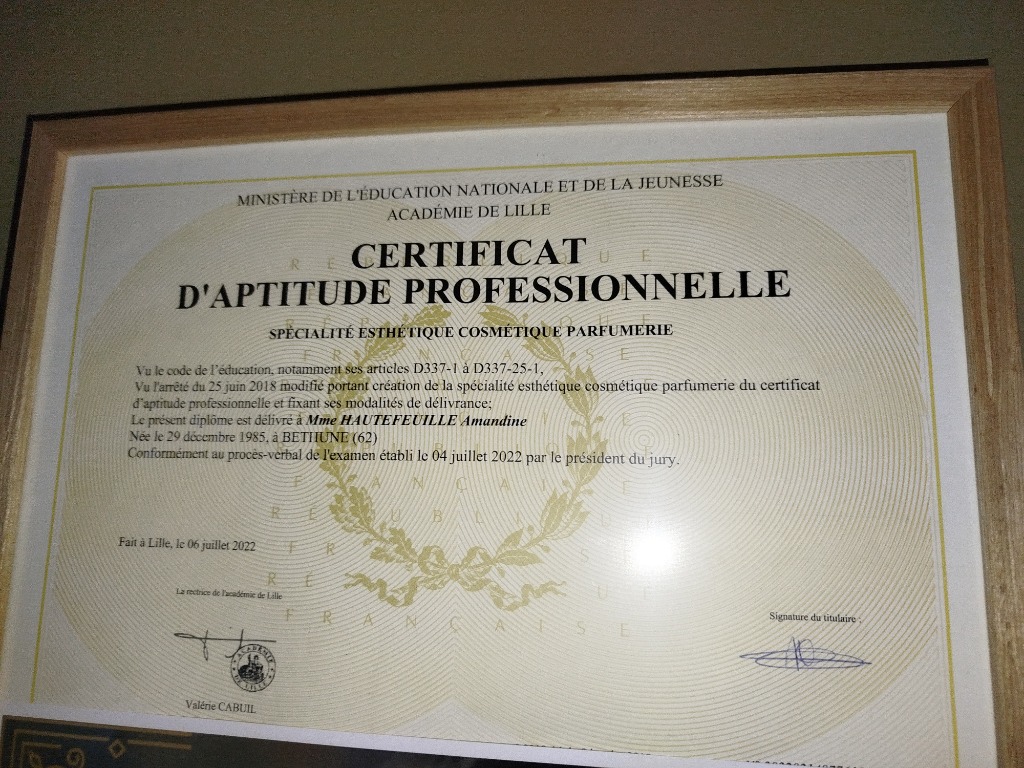 MINISTÈRE DE L'ÉDUCATION NATIONALE ET DE LA JEUNESSE
ACADÉMIE DE LILLE
CERTIFICAT
D'APTITUDE PROFESSIONNELLE
SPÉCIALITÉ ESTHÉTIQUE COSMÉTIQUE PARFUMERIE
Vu le code de l'éducation, notamment ses articles D337-1 à D337-25-1,
Vu l'arrêté du 25 juin 2018 modifié portant création de la spécialité esthétique cosmétique parfumerie du certificat
d'aptitude professionnelle et fixant ses modalités de délivrance;
Le présent diplôme est délivré à Mme HAUTEFEUILLE Amandine
Née le 29 décembre 1985, à BETHUNE (62)
Conformément au procès-verbal de l'examen établi le 04 juillet 2022 par le président du jury.
Fait à Lille, le 06 juillet 2022
La rectrice de l'académie de Lille
Signature du titulaire :
ACADÉMIE DE LILLE
Valérie CABUIL